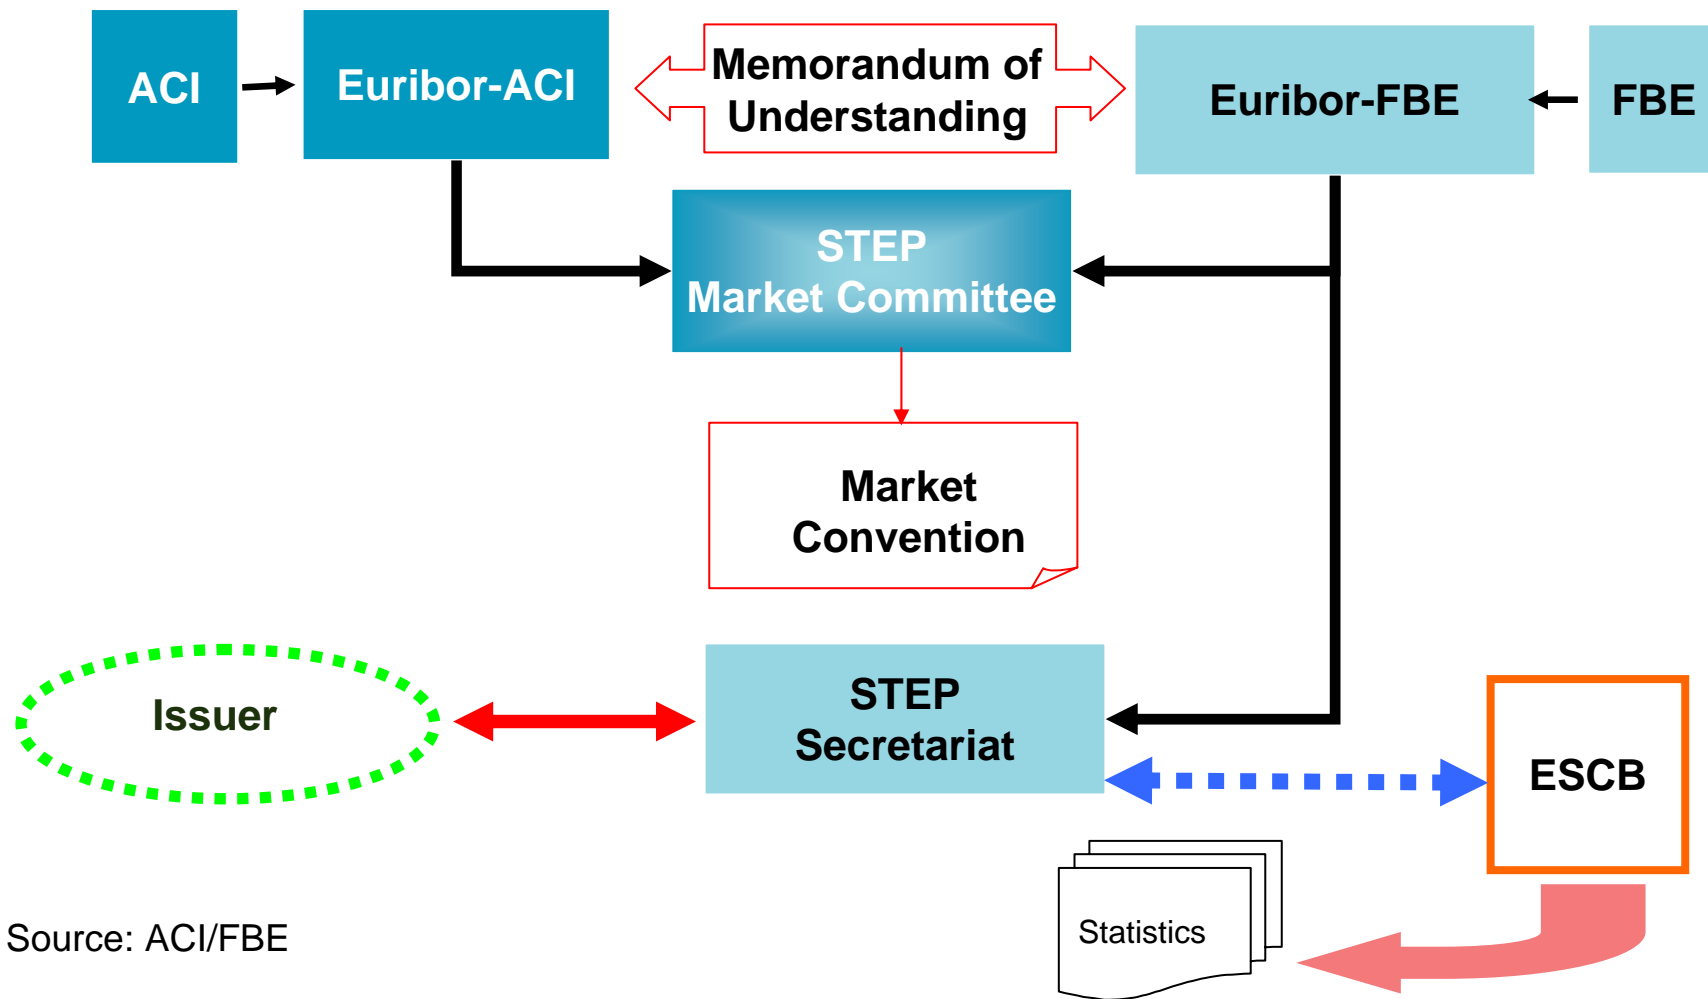 ACI
Euribor-ACI
Memorandum of
Understanding
Euribor-FBE
FBE
STEP
Market Committee
Market
Convention
Issuer
STEP
Secretariat
ESCB
Statistics
Source: ACI/FBE